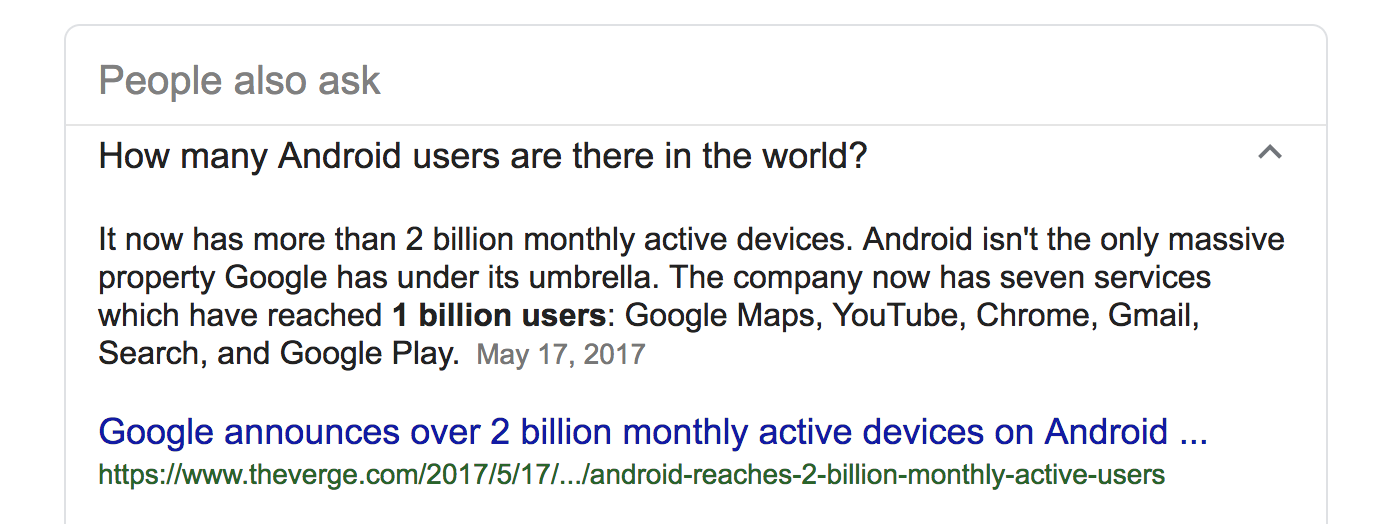 People also ask
How many Android users are there in the world?
It now has more than 2 billion monthly active devices. Android isn't the only massive
property Google has under its umbrella. The company now has seven services
which have reached 1 billion users: Google Maps, YouTube, Chrome, Gmail,
Search, and Google Play. May 17, 2017
Google announces over 2 billion monthly active devices on Android ...
https://www.theverge.com/2017/5/17/.../android-reaches-2-billion-monthly-active-users